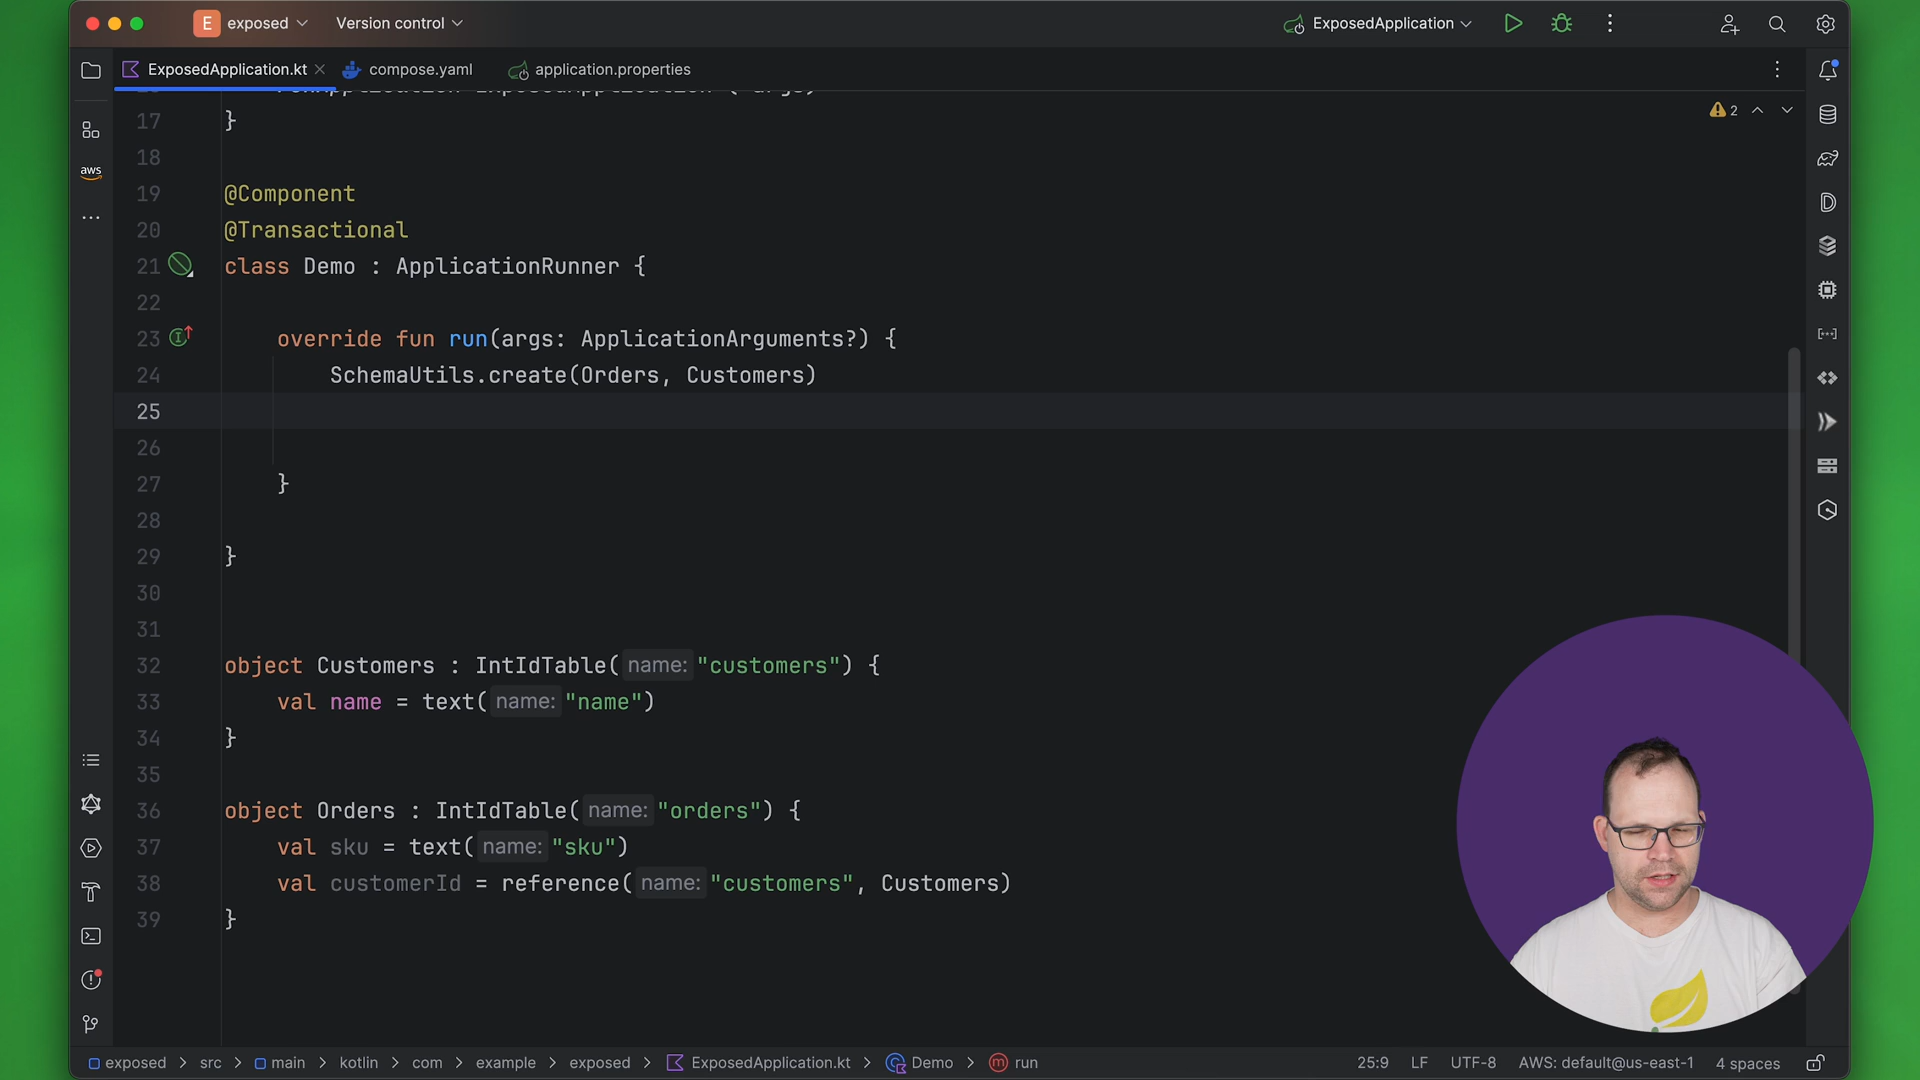 E exposed
Version control
ExposedApplication
ExposedApplication.kt
compose.yaml
application.properties
2
17 }
18
aws
19 @Component
20 @Transactional
21 class Demo : ApplicationRunner {
22
23 override fun run(args: ApplicationArguments?) {
24 SchemaUtils.create(Orders, Customers)
25
26
27 }
28
29 }
30
31
32 object Customers : IntIdTable( name: "customers") {
33 val name = text( name: "name")
34 }
35
36 object Orders : IntIdTable( name: "orders") {
37 val sku = text( name: "sku")
38 val customerId = reference( name: "customers", Customers)
39 }
exposed > src > main > kotlin > com > example > exposed > ExposedApplication.kt > Demo > m run
25:9 LF UTF-8 AWS: default@us-east-1 4 spaces